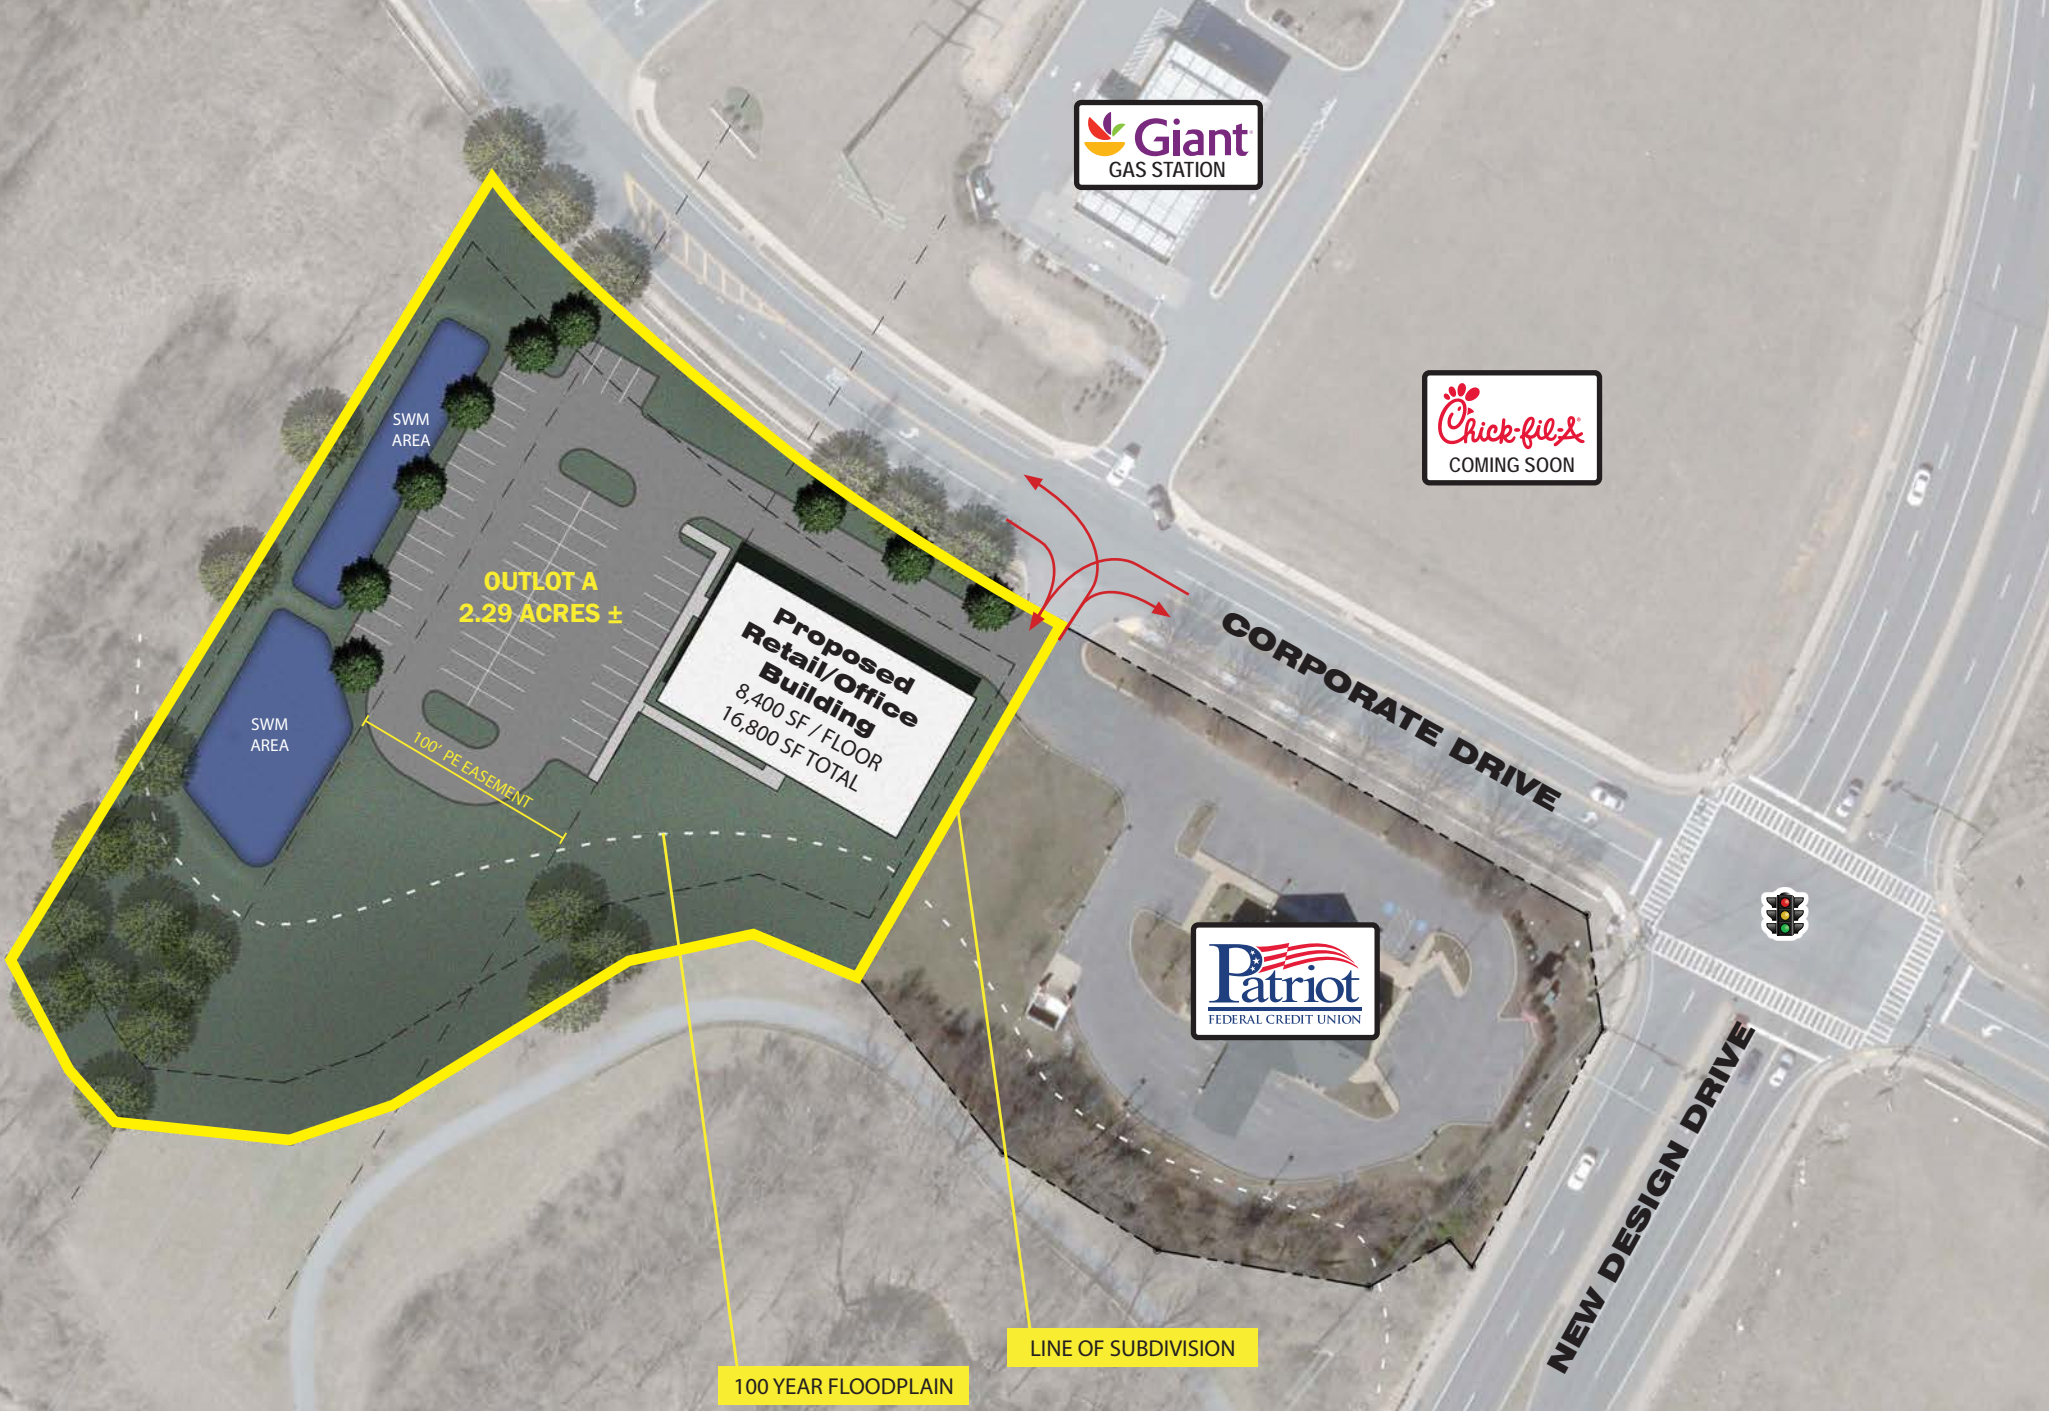 Giant
GAS STATION
Chick-fil-A
COMING SOON
SWM
AREA
OUTLOT A
2.29 ACRES ±
Proposed
Retail/Office
Building
8,400 SF / FLOOR
16,800 SF TOTAL
CORPORATE DRIVE
SWM
AREA
100' PE EASEMENT
Patriot
FEDERAL CREDIT UNION
NEW DESIGN DRIVE
LINE OF SUBDIVISION
100 YEAR FLOODPLAIN